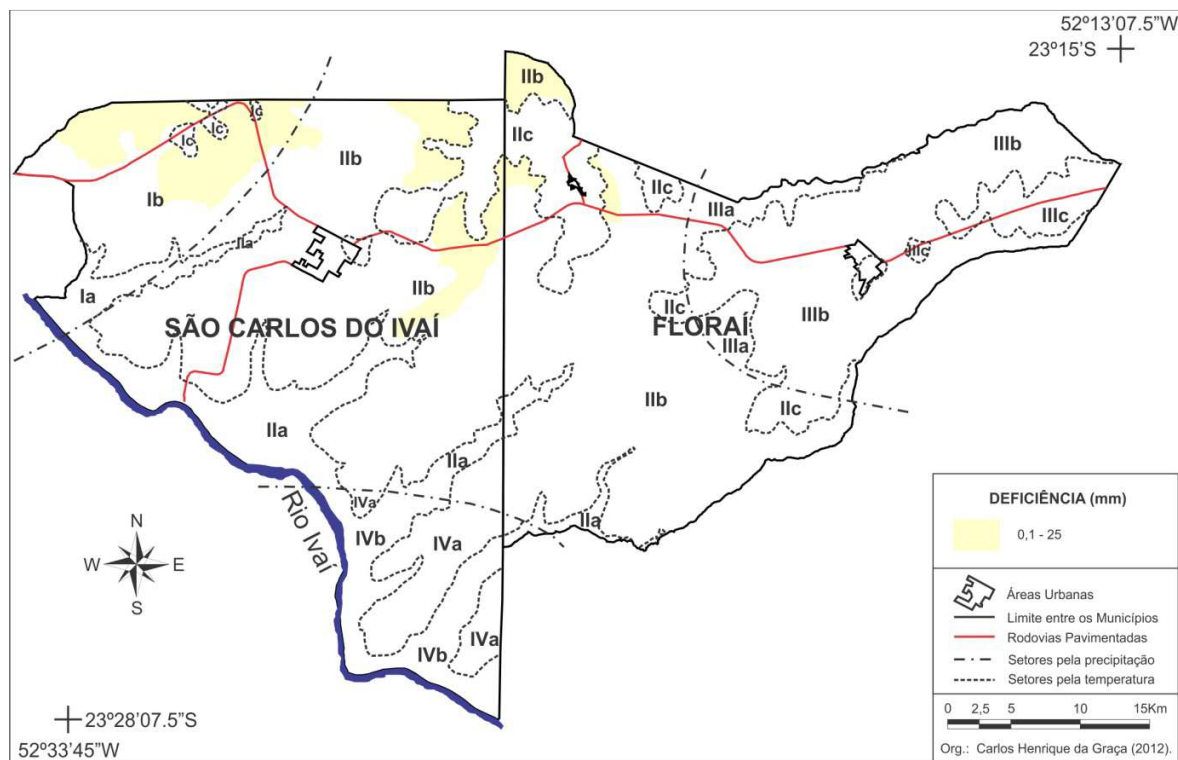 52º13’07.5”W
23º15’S
IIb
Ic
Ic
Ic
IIc
IIb
IIIb
Ib
IIc
IIIa
IIIc
IIa
IIIc
Ia
IIb
IIc
IIIb
SÃO CARLOS DO IVAÍ
FLORAÍ
IIIa
IIb
IIc
IIa
IIa
IVa
IIa
Rio Ivaí
IVb
IVa
N
W
E
S
IVa
IVb
DEFICIÊNCIA (mm)
0,1 - 25
Áreas Urbanas
Limite entre os Municípios
Rodovias Pavimentadas
Setores pela precipitação
Setores pela temperatura
0 2,5 5 10 15Km
Org.: Carlos Henrique da Graça (2012).
23º28’07.5”S
52º33’45”W